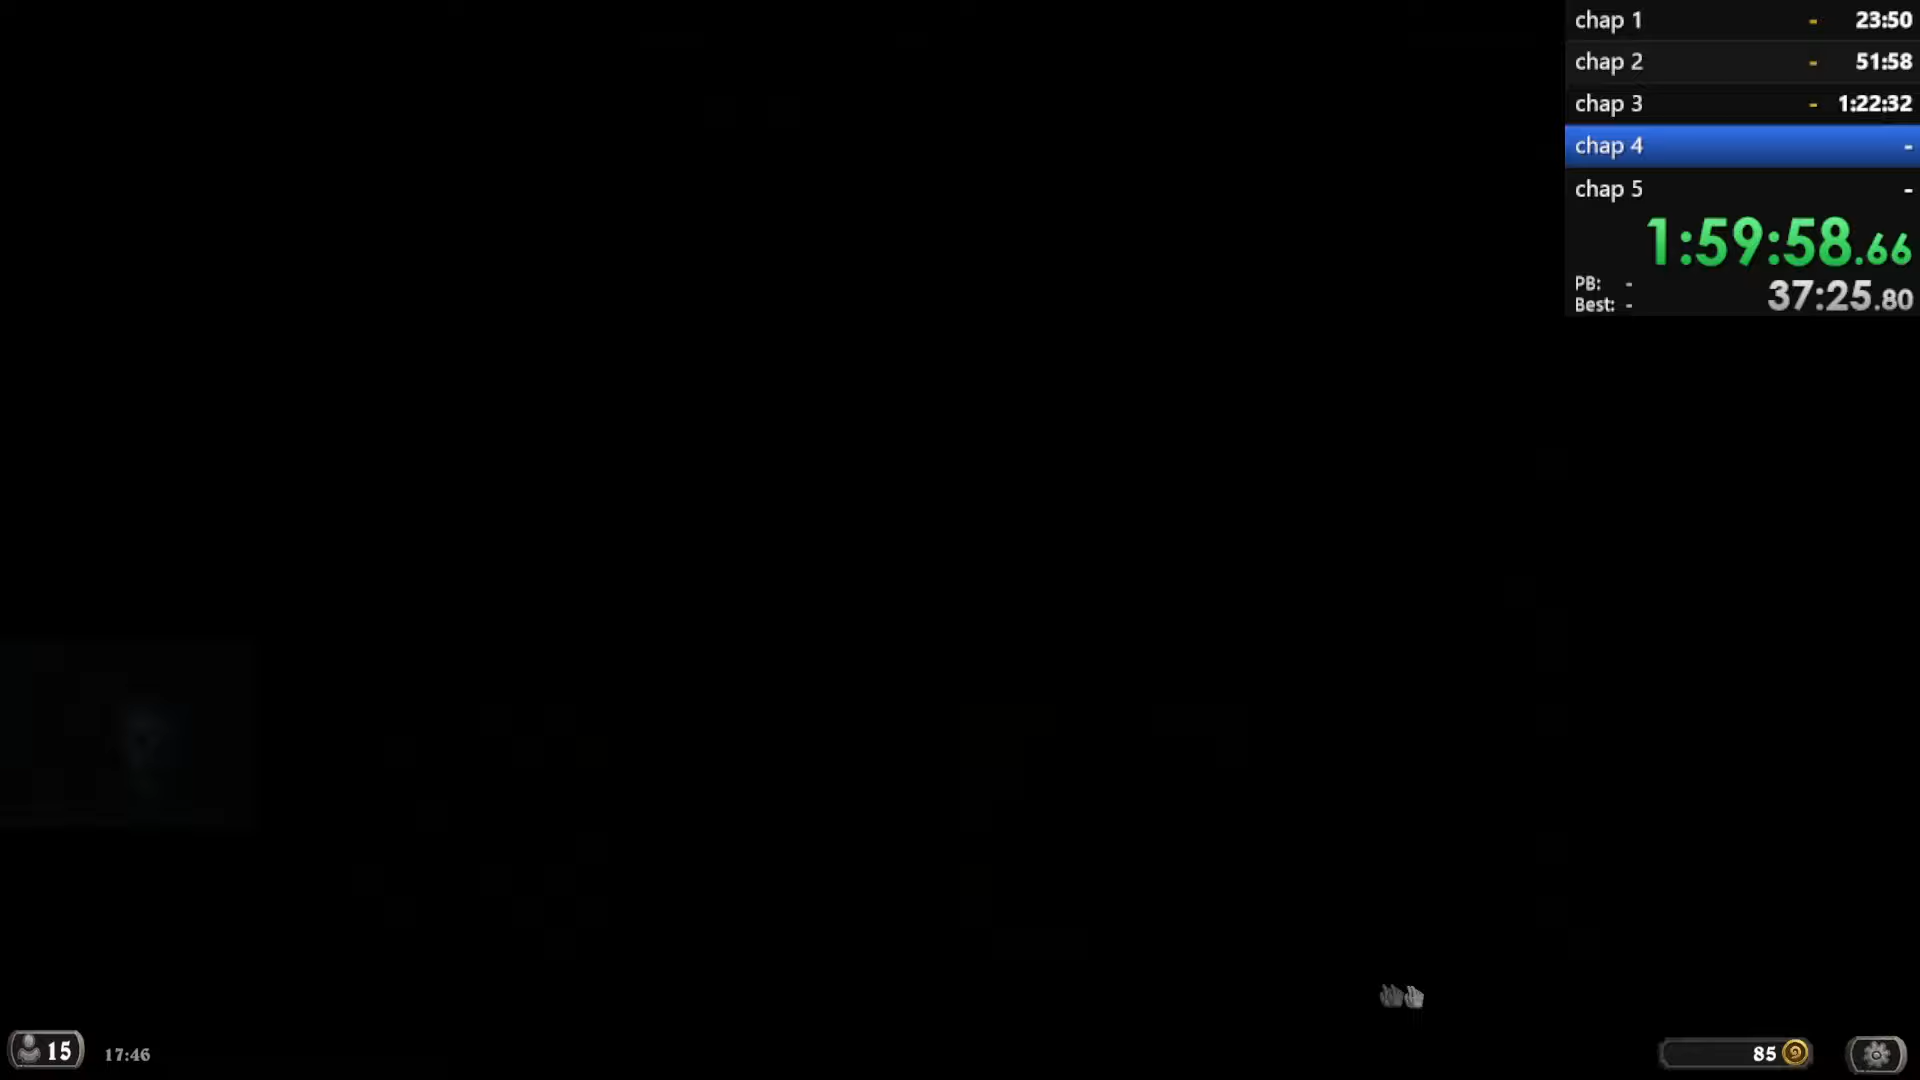 chap 1 - 23:50
chap 2 - 51:58
chap 3 - 1:22:32
chap 4 -
chap 5 -
1:59:58.66
PB: -
Best: -
37:25.80
15 17:46
85